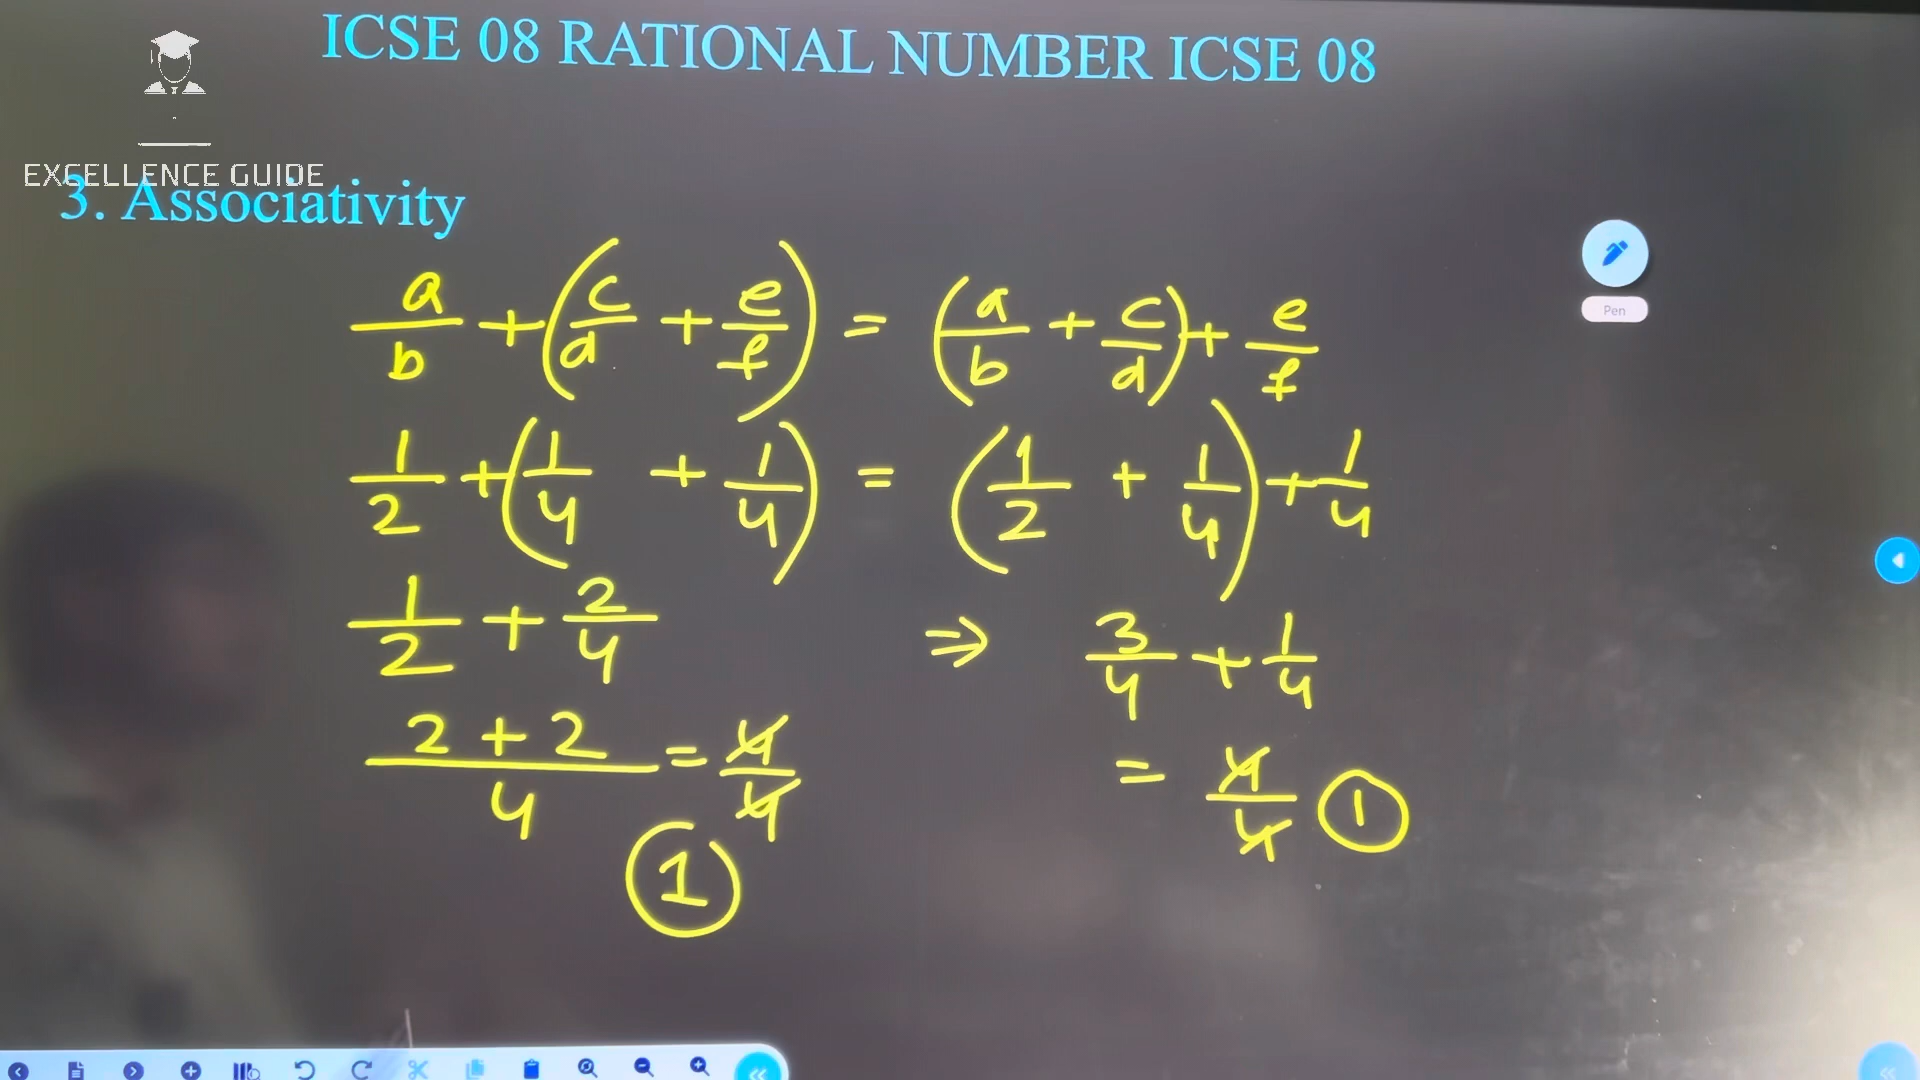 ICSE 08 RATIONAL NUMBER ICSE 08
EXCELLENCE GUIDE
3. Associativity
Pen
a/b + (c/d + e/f) = (a/b + c/d) + e/f
1/2 + (1/4 + 1/4) = (1/2 + 1/4) + 1/4
1/2 + 2/4 ⇒ 3/4 + 1/4
2 + 2/4 = 4/4 = 4/4 1
1